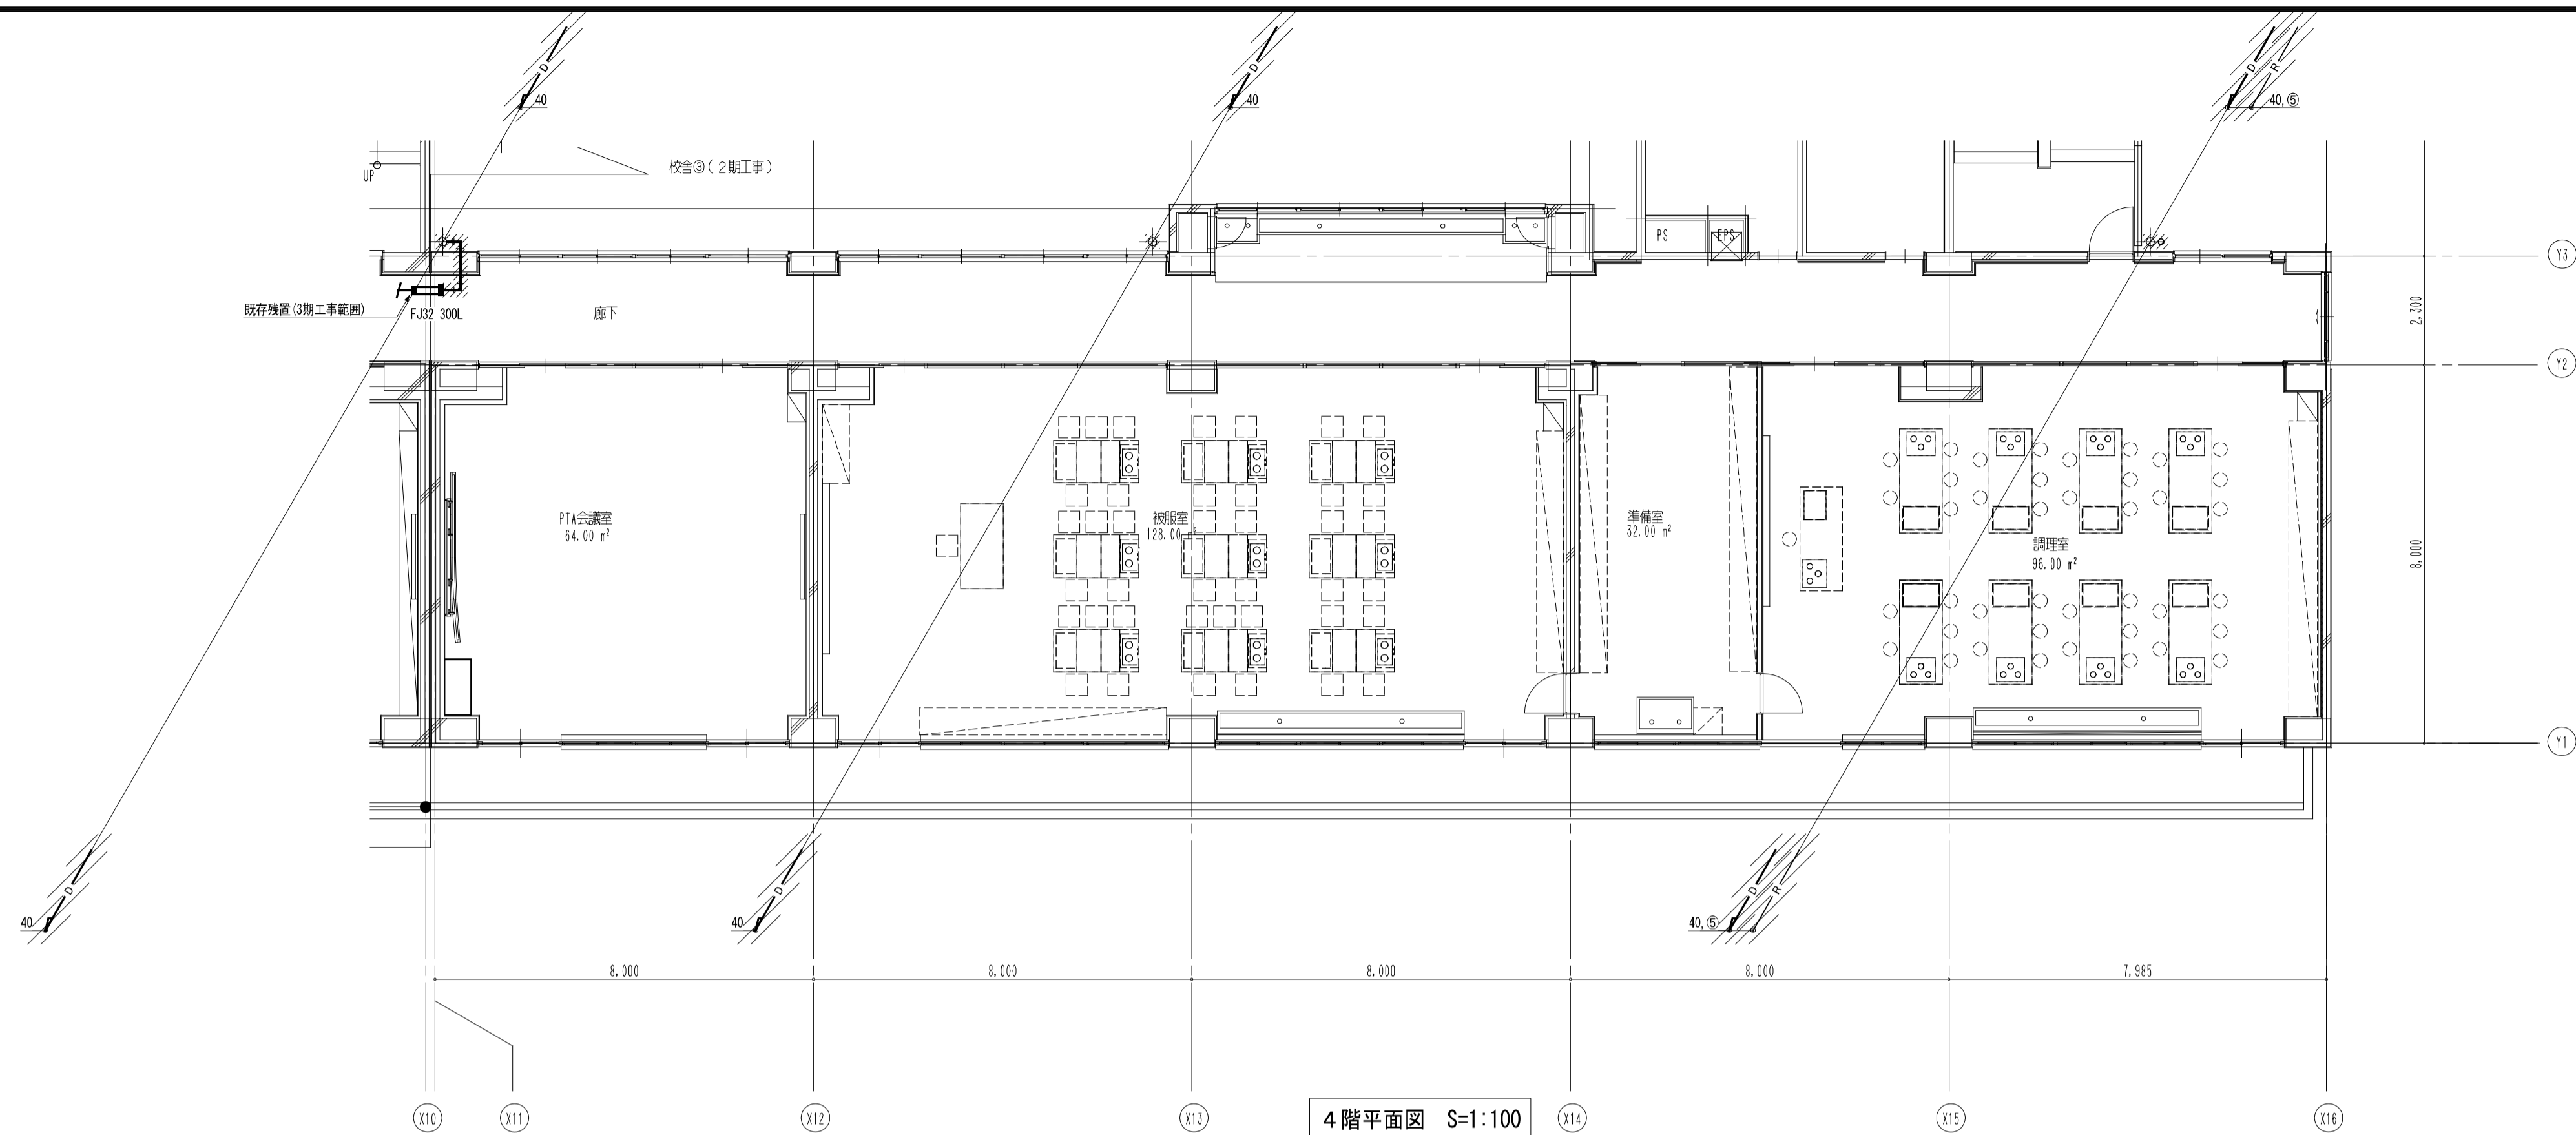 D
40
D
40
D
R
40,⑤
校舎③(2期工事)
UP
PS
EPS
Y3
既存残置(3期工事範囲)
FJ32 300L
廊下
2,300
Y2
PTA会議室
64.00 ㎡
被服室
128.00 ㎡
準備室
32.00 ㎡
調理室
96.00 ㎡
8,000
Y1
D
40
D
40
D
R
40,⑤
8,000
8,000
8,000
8,000
7,985
X10
X11
X12
X13
4階平面図 S=1:100
X14
X15
X16